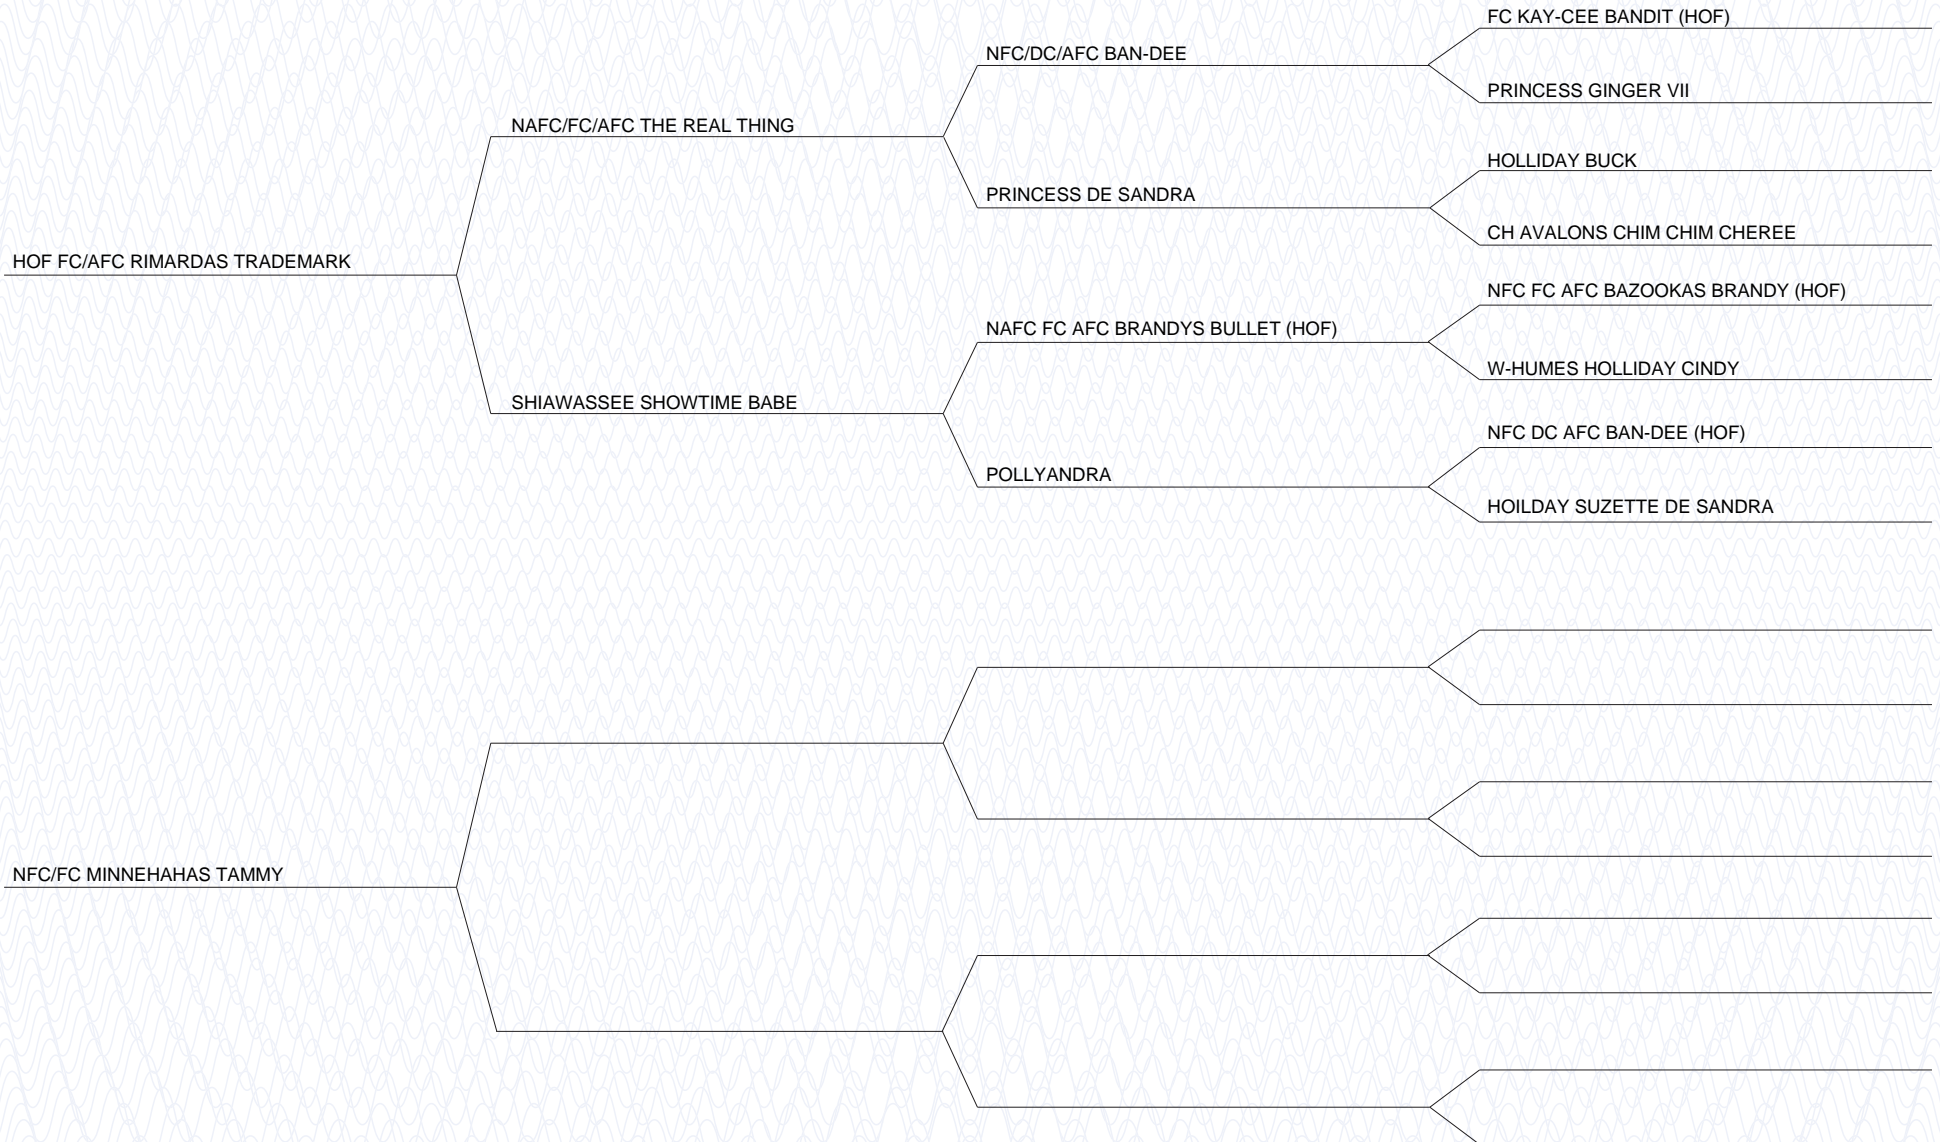 FC KAY-CEE BANDIT (HOF)
NFC/DC/AFC BAN-DEE
PRINCESS GINGER VII
NAFC/FC/AFC THE REAL THING
HOLLIDAY BUCK
PRINCESS DE SANDRA
CH AVALONS CHIM CHIM CHEREE
HOF FC/AFC RIMARDAS TRADEMARK
NFC FC AFC BAZOOKAS BRANDY (HOF)
NAFC FC AFC BRANDYS BULLET (HOF)
W-HUMES HOLLIDAY CINDY
SHIAWASSEE SHOWTIME BABE
NFC DC AFC BAN-DEE (HOF)
POLLYANDRA
HOILDAY SUZETTE DE SANDRA
NFC/FC MINNEHAHAS TAMMY